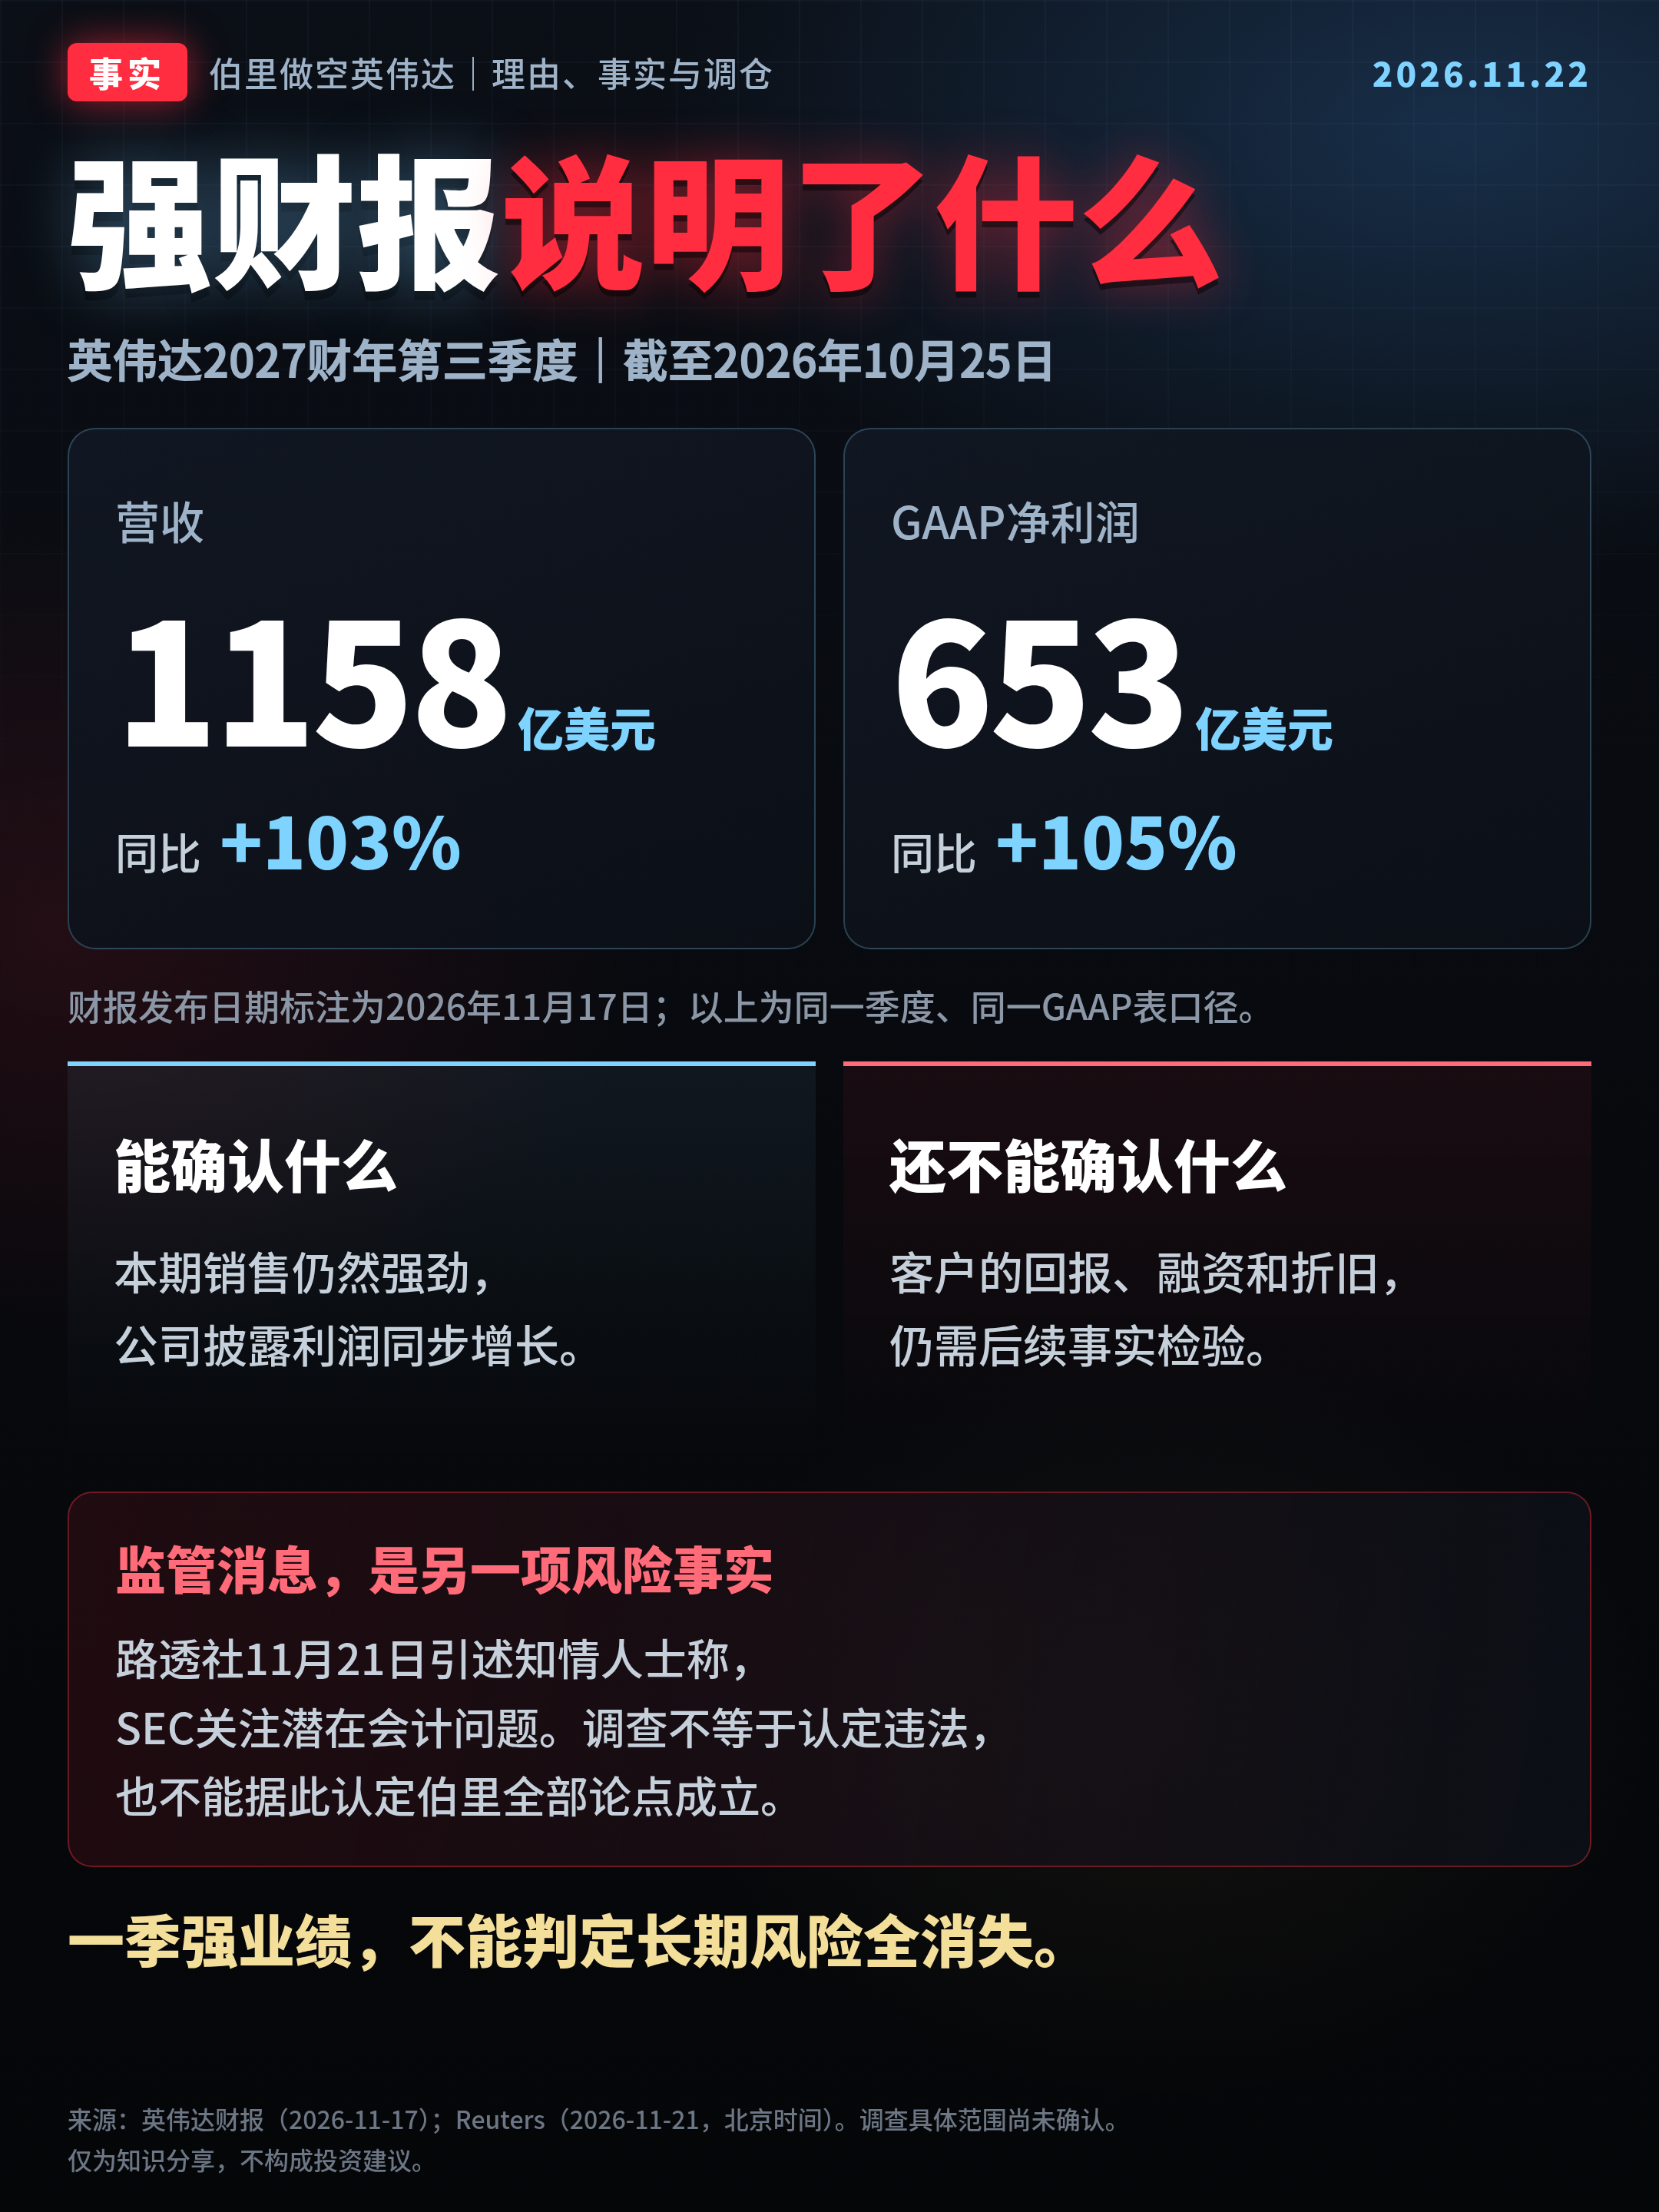 事实 伯里做空英伟达｜理由、事实与调仓 2026.11.22
强财报说明了什么
英伟达2027财年第三季度｜截至2026年10月25日
营收
1158亿美元
同比 +103%
GAAP净利润
653亿美元
同比 +105%
财报发布日期标注为2026年11月17日；以上为同一季度、同一GAAP表口径。
能确认什么
本期销售仍然强劲，
公司披露利润同步增长。
还不能确认什么
客户的回报、融资和折旧，
仍需后续事实检验。
监管消息，是另一项风险事实
路透社11月21日引述知情人士称，
SEC关注潜在会计问题。调查不等于认定违法，
也不能据此认定伯里全部论点成立。
一季强业绩，不能判定长期风险全消失。
来源：英伟达财报（2026-11-17）；Reuters（2026-11-21，北京时间）。调查具体范围尚未确认。
仅为知识分享，不构成投资建议。